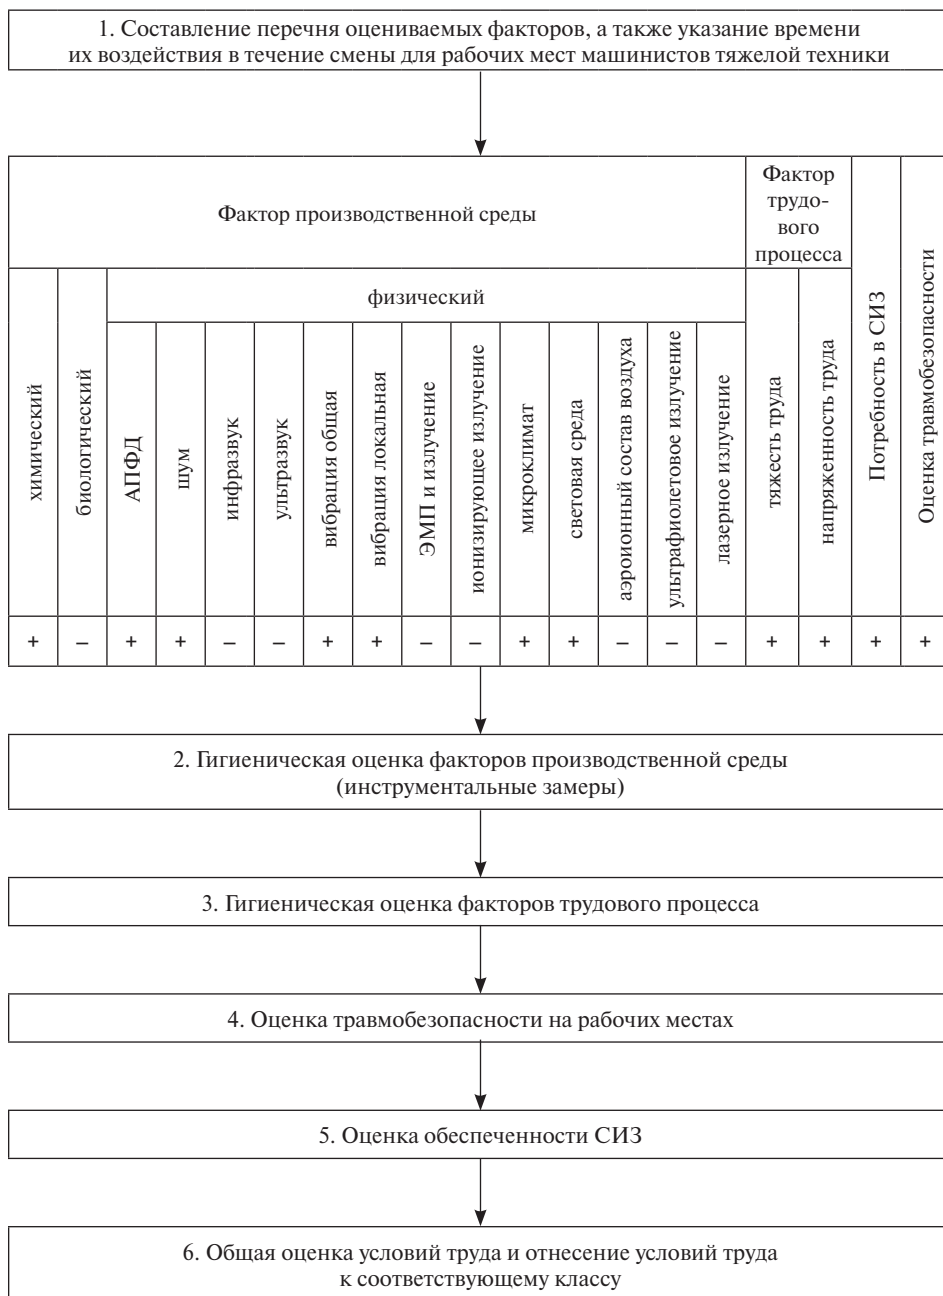 1. Составление перечня оцениваемых факторов, а также указание времени
их воздействия в течение смены для рабочих мест машинистов тяжелой техники
Фактор производственной среды
Фактор
трудо-
вого
процесса
Потребность в СИЗ
Оценка травмобезопасности
химический
биологический
физический
АПФД
шум
инфразвук
ультразвук
вибрация общая
вибрация локальная
ЭМП и излучение
ионизирующее излучение
микроклимат
световая среда
аэроионный состав воздуха
ультрафиолетовое излучение
лазерное излучение
тяжесть труда
напряженность труда
+ – + + – – + + – – + + – – – + + + +
2. Гигиеническая оценка факторов производственной среды
(инструментальные замеры)
3. Гигиеническая оценка факторов трудового процесса
4. Оценка травмобезопасности на рабочих местах
5. Оценка обеспеченности СИЗ
6. Общая оценка условий труда и отнесение условий труда
к соответствующему классу